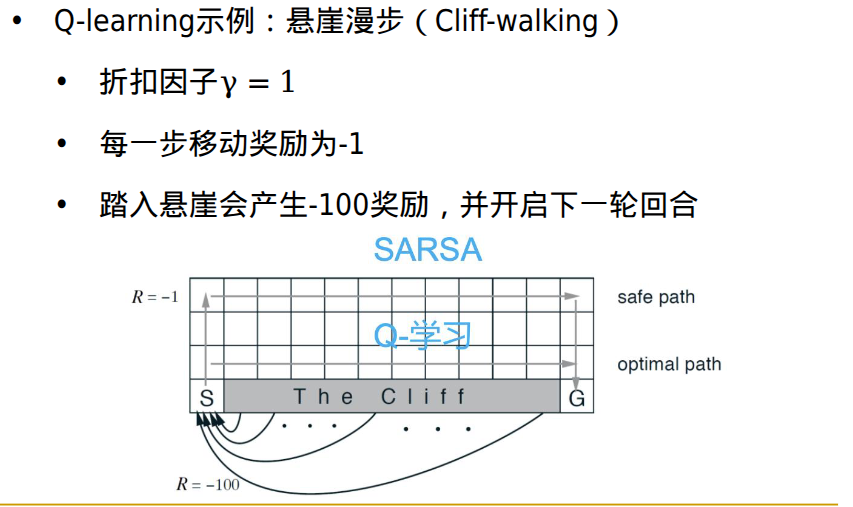 • Q-learning示例：悬崖漫步（Cliff-walking）
• 折扣因子γ = 1
• 每一步移动奖励为-1
• 踏入悬崖会产生-100奖励，并开启下一轮回合
SARSA
R = −1
safe path
Q-学习
optimal path
S
The Cliff
G
R = −100